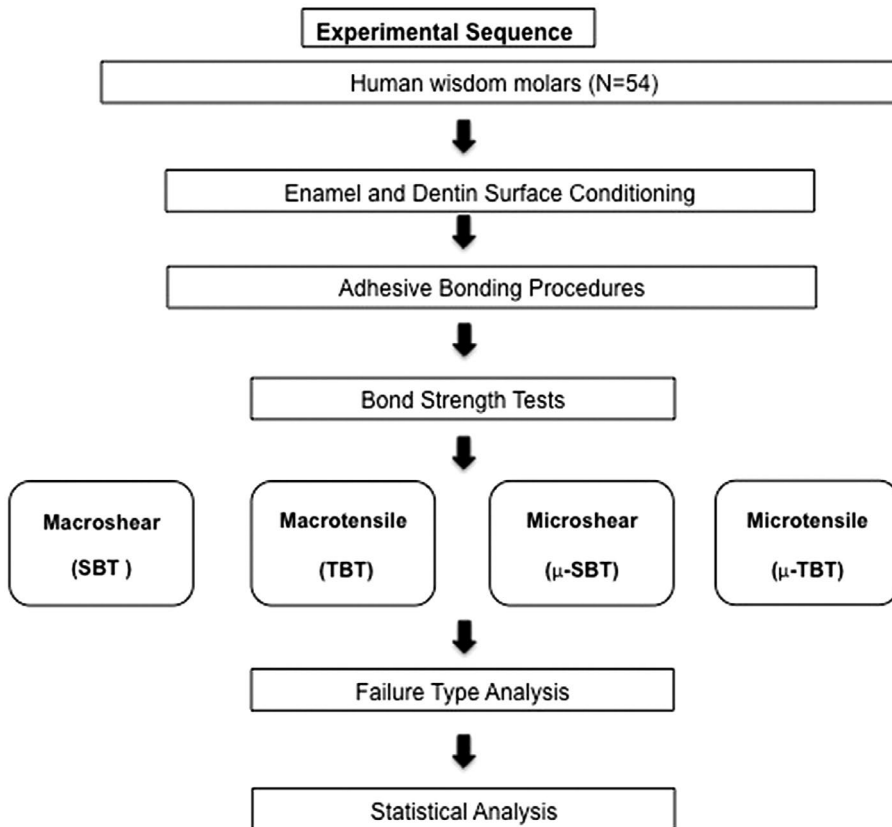 Experimental Sequence
Human wisdom molars (N=54)
Enamel and Dentin Surface Conditioning
Adhesive Bonding Procedures
Bond Strength Tests
Macroshear
(SBT )
Macrotensile
(TBT)
Microshear
(μ-SBT)
Microtensile
(μ-TBT)
Failure Type Analysis
Statistical Analysis